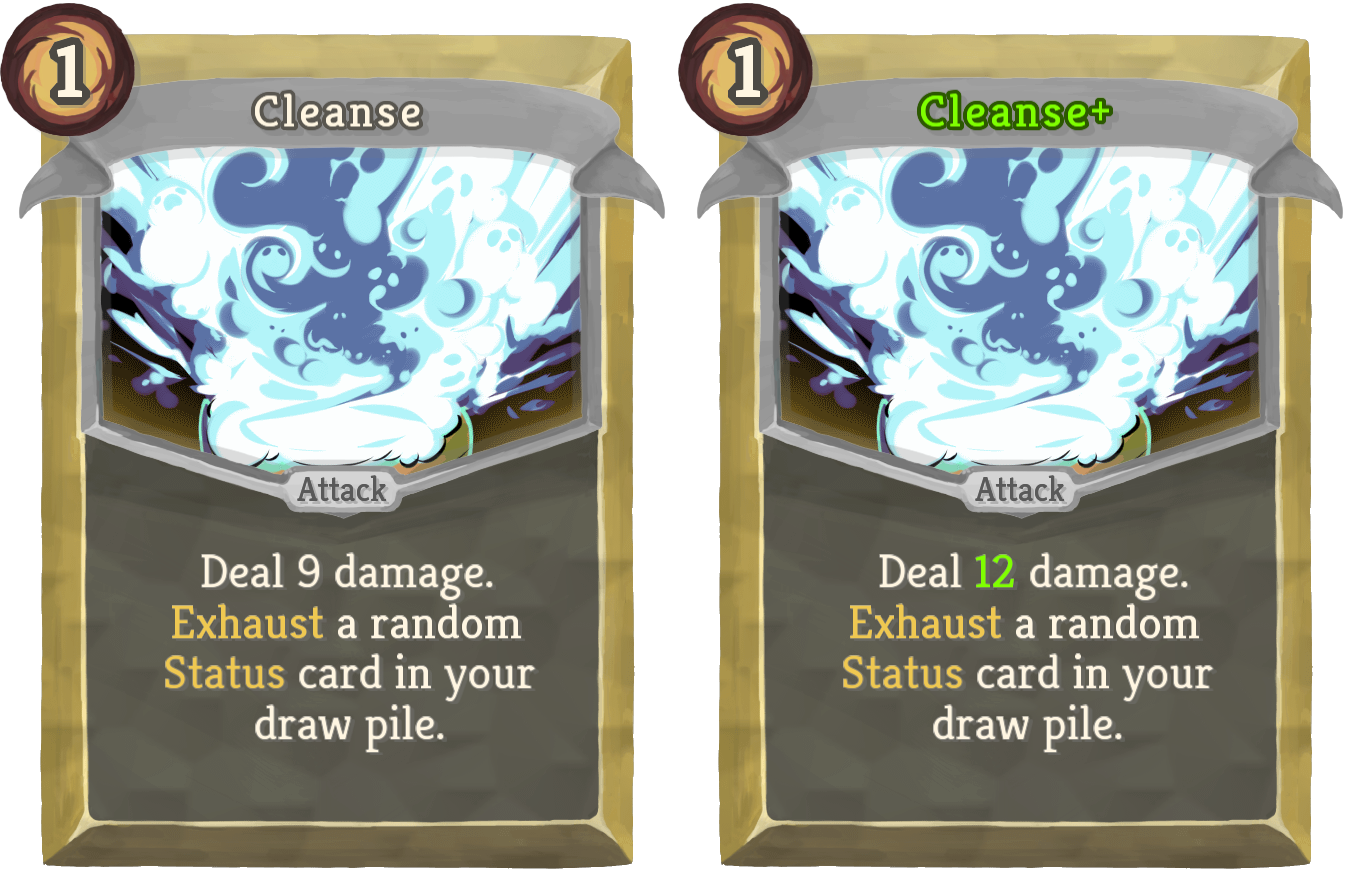 1
Cleanse
Attack
Deal 9 damage.
Exhaust a random
Status card in your
draw pile.
1
Cleanse+
Attack
Deal 12 damage.
Exhaust a random
Status card in your
draw pile.